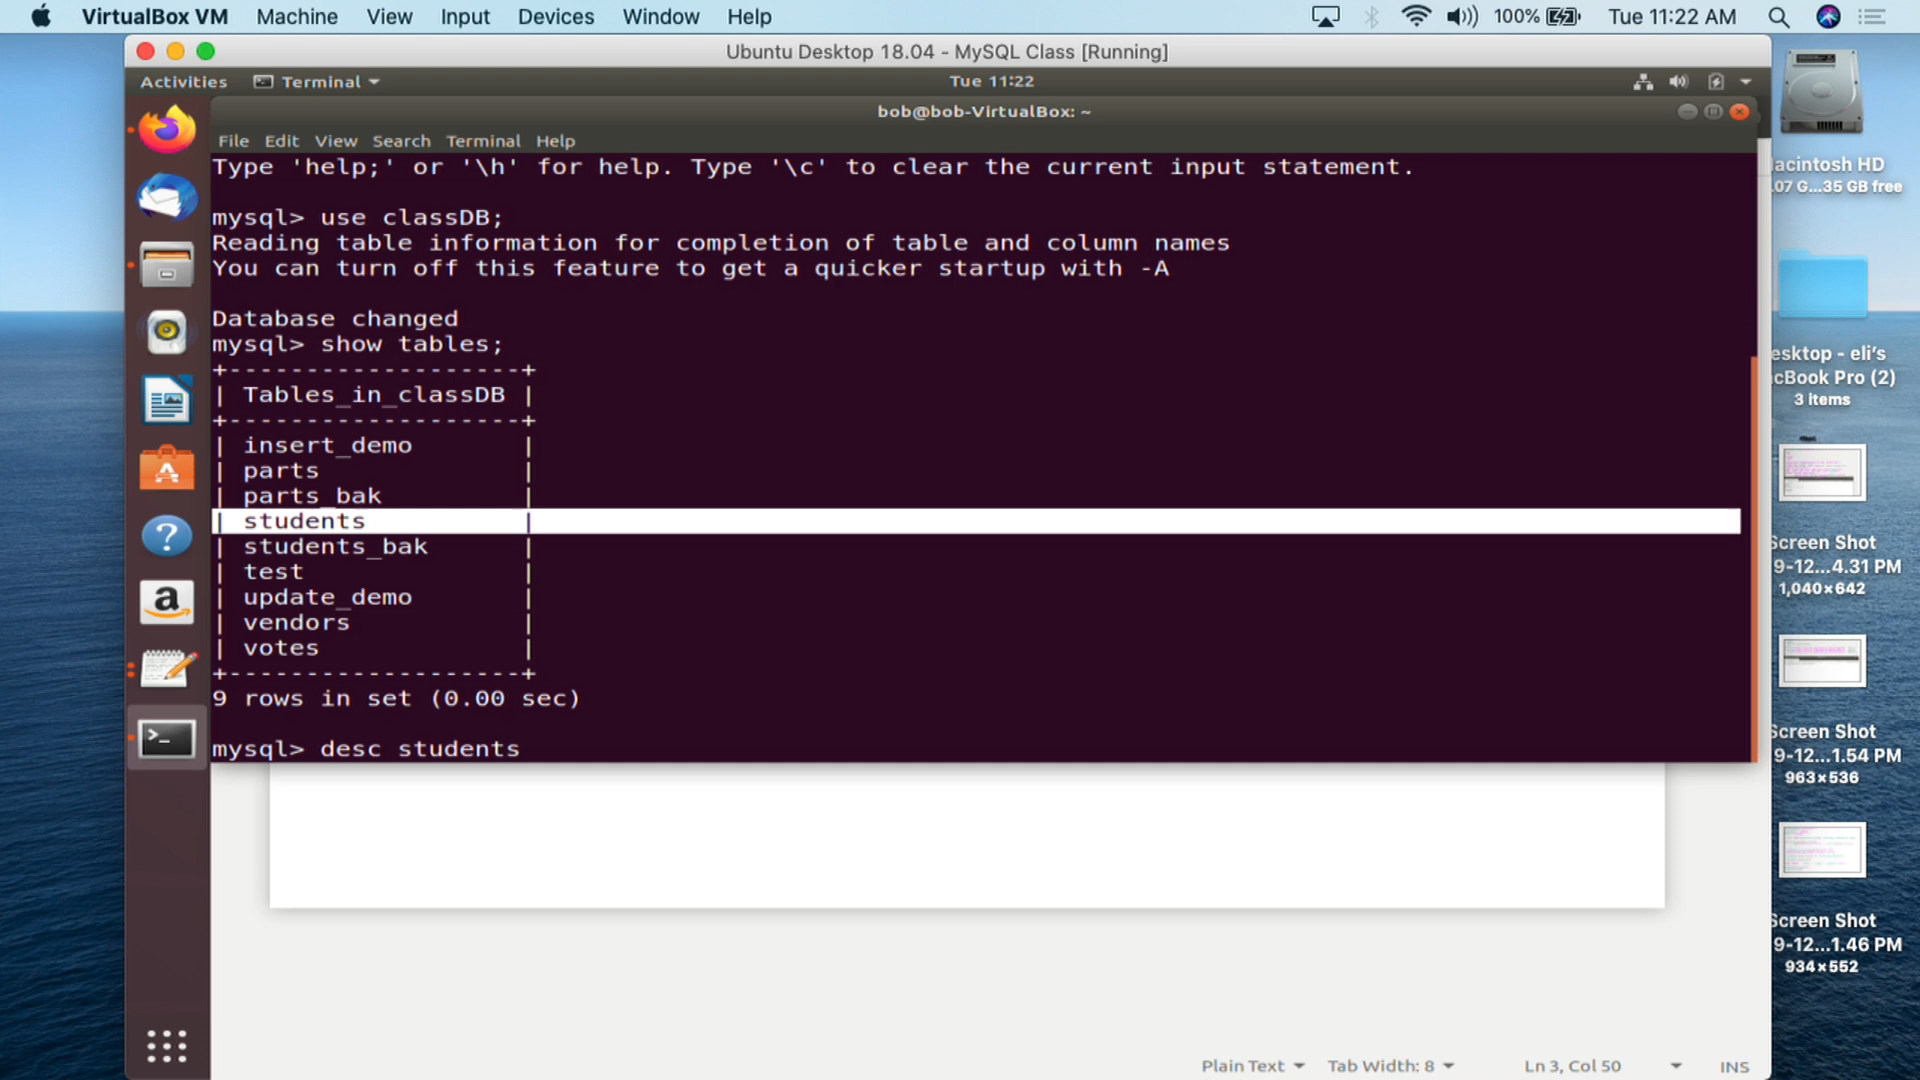 VirtualBox VM Machine View Input Devices Window Help 100% Tue 11:22 AM
Ubuntu Desktop 18.04 - MySQL Class [Running]
Activities Terminal Tue 11:22
bob@bob-VirtualBox: ~
File Edit View Search Terminal Help
Type 'help;' or '\h' for help. Type '\c' to clear the current input statement.
mysql> use classDB;
Reading table information for completion of table and column names
You can turn off this feature to get a quicker startup with -A
Database changed
mysql> show tables;
+-------------------+
| Tables_in_classDB |
+-------------------+
| insert_demo |
| parts |
| parts_bak |
| students |
| students_bak |
| test |
| update_demo |
| vendors |
| votes |
+-------------------+
9 rows in set (0.00 sec)
mysql> desc students
Plain Text Tab Width: 8 Ln 3, Col 50 INS
acintosh HD
.07 G...35 GB free
esktop - eli's
cBook Pro (2)
3 items
Screen Shot
9-12...4.31 PM
1,040×642
Screen Shot
9-12...1.54 PM
963×536
Screen Shot
9-12...1.46 PM
934×552